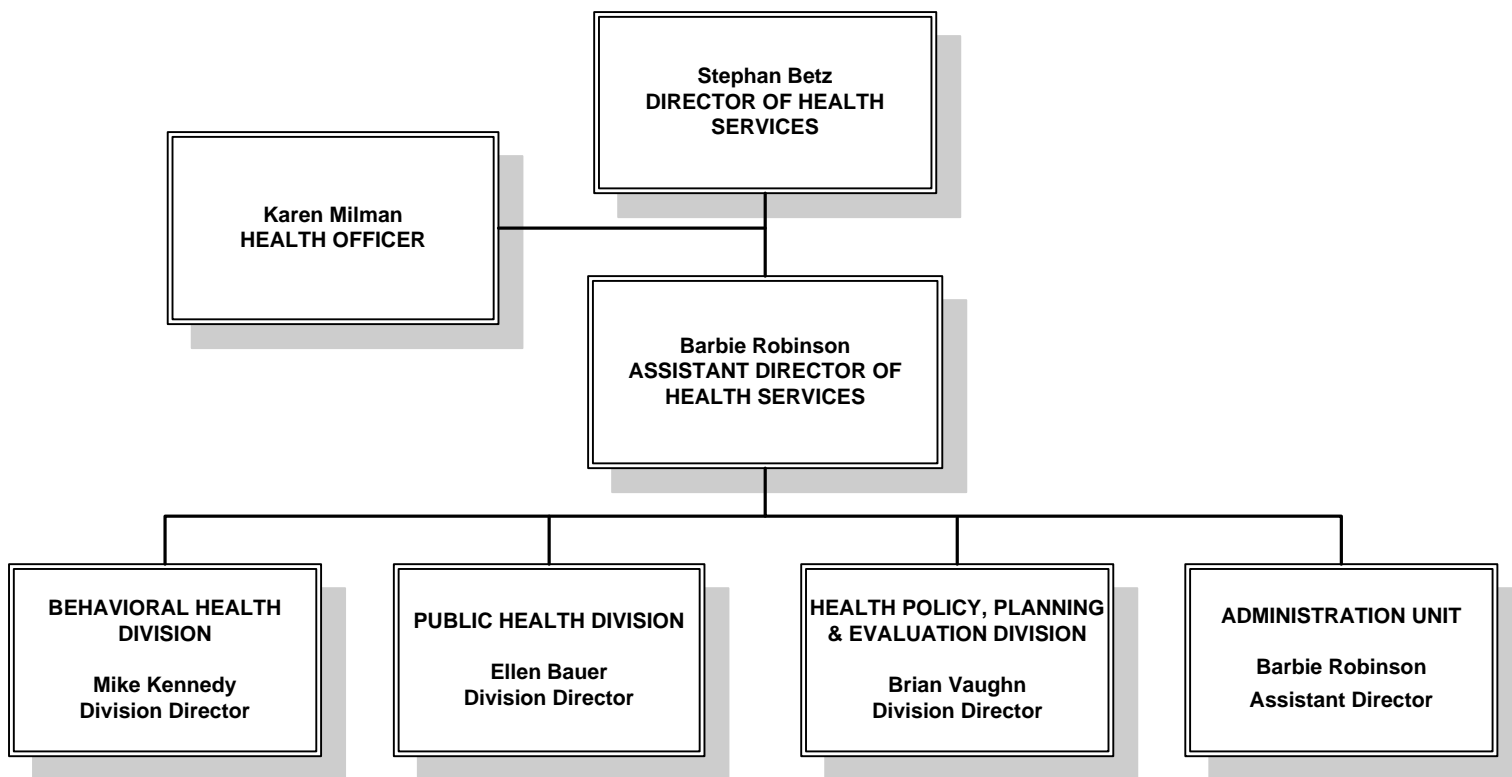 Stephan Betz
DIRECTOR OF HEALTH
SERVICES
Karen Milman
HEALTH OFFICER
Barbie Robinson
ASSISTANT DIRECTOR OF
HEALTH SERVICES
BEHAVIORAL HEALTH
DIVISION
Mike Kennedy
Division Director
PUBLIC HEALTH DIVISION
Ellen Bauer
Division Director
HEALTH POLICY, PLANNING
& EVALUATION DIVISION
Brian Vaughn
Division Director
ADMINISTRATION UNIT
Barbie Robinson
Assistant Director